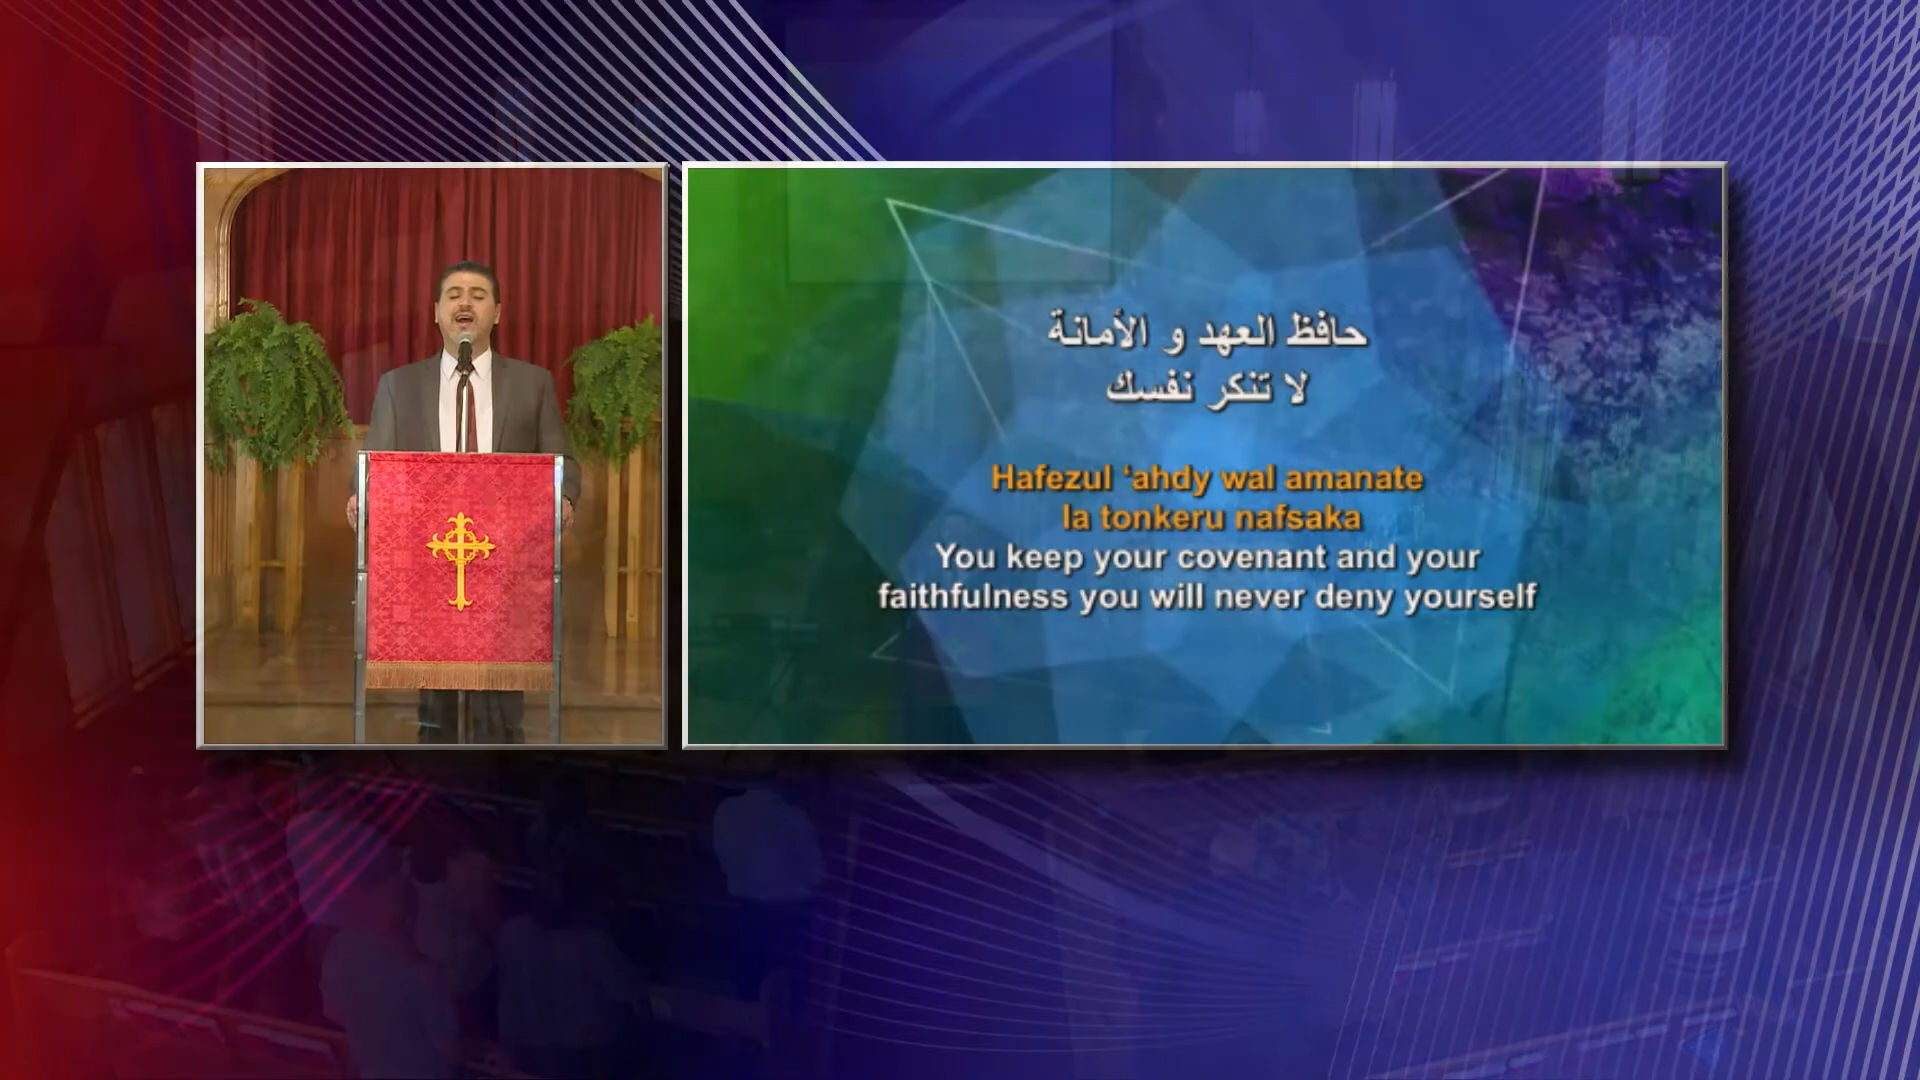 حافظ العهد و الأمانة
لا تنكر نفسك
Hafezul ‘ahdy wal amanate
la tonkeru nafsaka
You keep your covenant and your
faithfulness you will never deny yourself